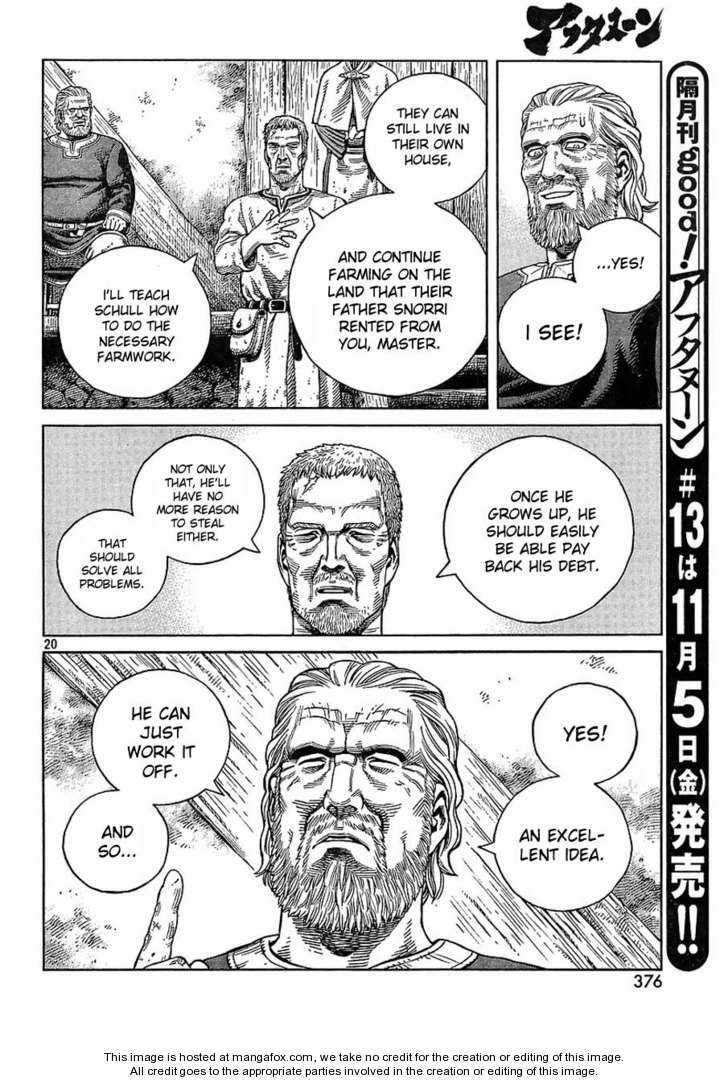 アフタヌーン
...YES!
I SEE!
THEY CAN
STILL LIVE IN
THEIR OWN
HOUSE,
AND CONTINUE
FARMING ON THE
LAND THAT THEIR
FATHER SNORRI
RENTED FROM
YOU, MASTER.
I'LL TEACH
SCHULL HOW
TO DO THE
NECESSARY
FARMWORK.
ONCE HE
GROWS UP, HE
SHOULD EASILY
BE ABLE PAY
BACK HIS DEBT.
NOT ONLY
THAT, HE'LL
HAVE NO
MORE REASON
TO STEAL
EITHER.
THAT
SHOULD
SOLVE ALL
PROBLEMS.
20
YES!
AN EXCEL-
LENT IDEA.
HE CAN
JUST
WORK IT
OFF.
AND
SO...
376
隔月刊good!アフタヌーン#13は11月5日(金)発売!!
This image is hosted at mangafox.com, we take no credit for the creation or editing of this image.
All credit goes to the appropriate parties involved in the creation or editing of this image.